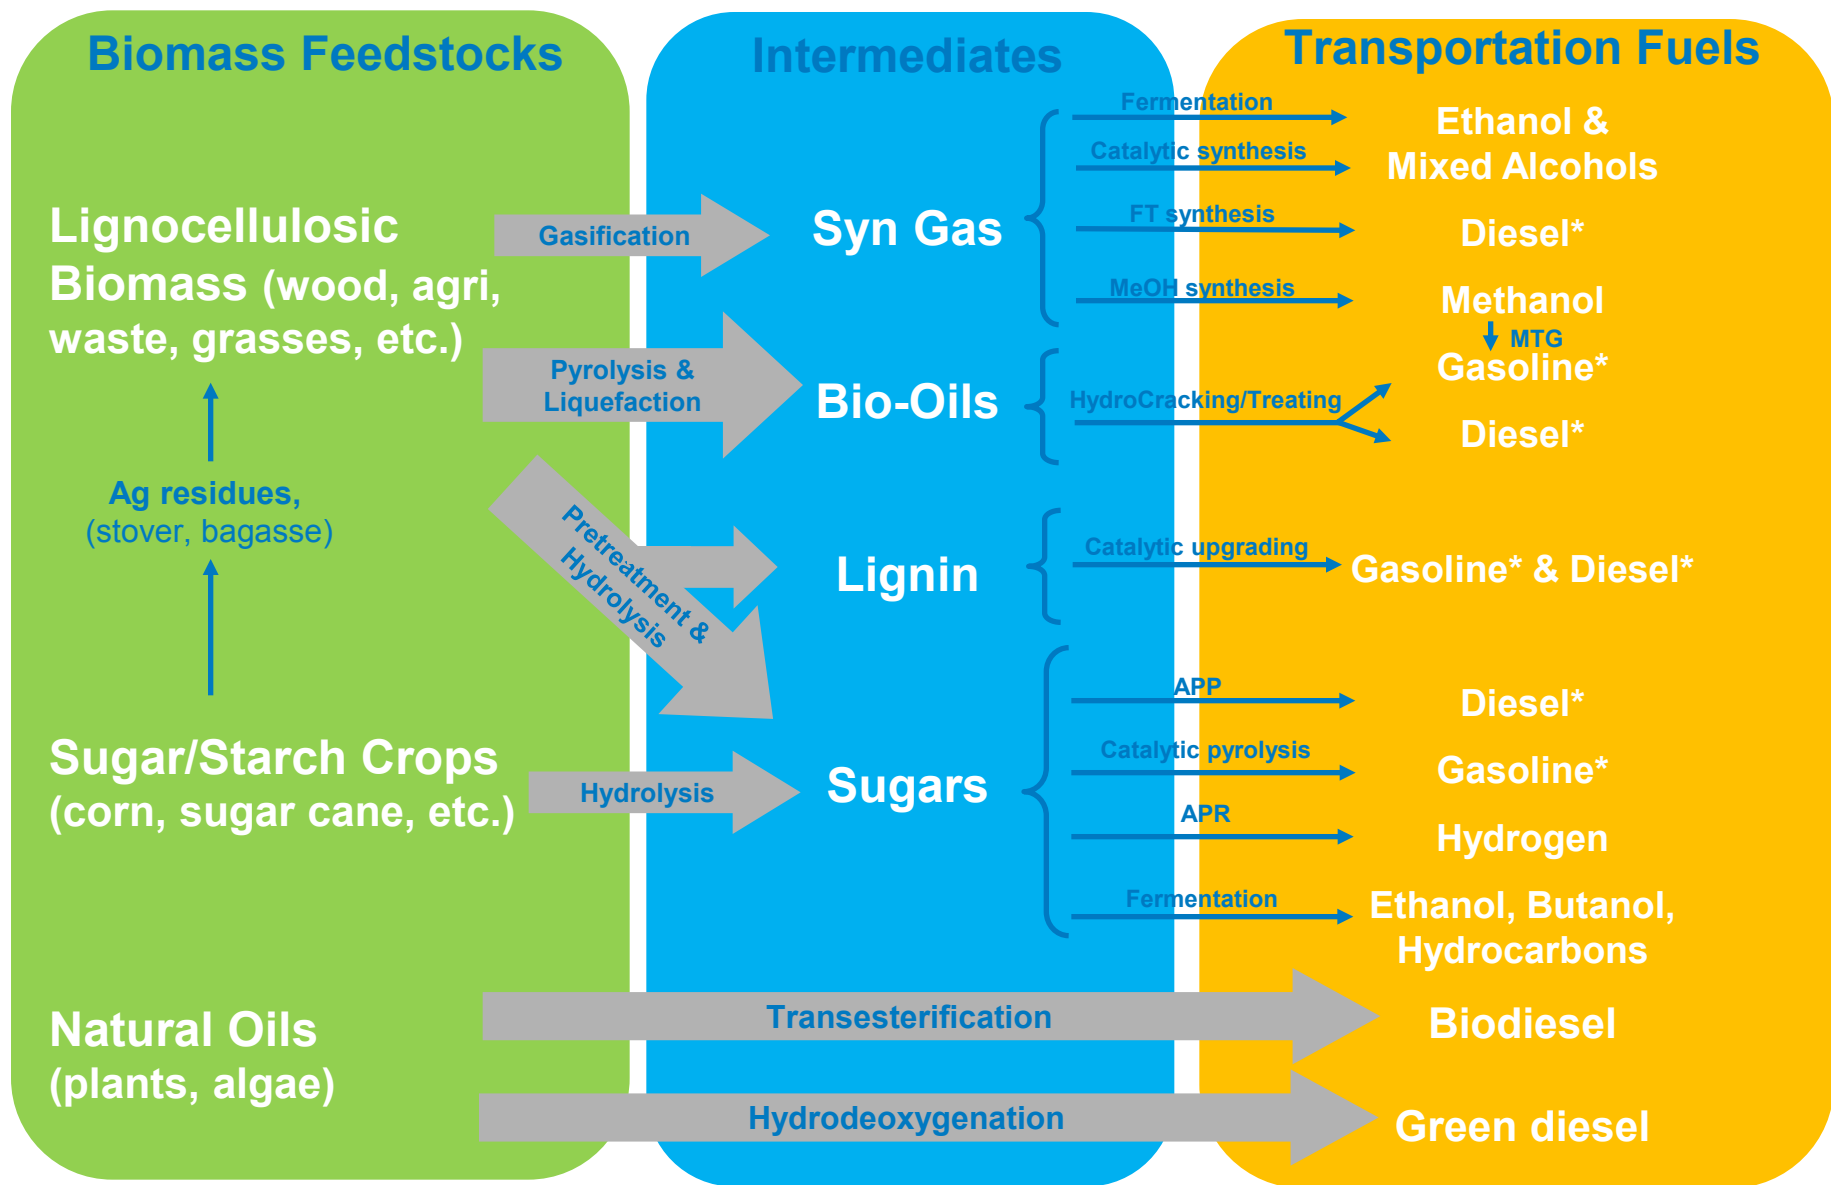 Biomass Feedstocks
Lignocellulosic
Biomass (wood, agri,
waste, grasses, etc.)
Ag residues,
(stover, bagasse)
Sugar/Starch Crops
(corn, sugar cane, etc.)
Natural Oils
(plants, algae)
Gasification
Pyrolysis &
Liquefaction
Pretreatment &
Hydrolysis
Hydrolysis
Transesterification
Hydrodeoxygenation
Intermediates
Syn Gas
Bio-Oils
Lignin
Sugars
Fermentation
Catalytic synthesis
FT synthesis
MeOH synthesis
HydroCracking/Treating
Catalytic upgrading
APP
Catalytic pyrolysis
APR
Fermentation
Transportation Fuels
Ethanol &
Mixed Alcohols
Diesel*
Methanol
MTG
Gasoline*
Diesel*
Gasoline* & Diesel*
Diesel*
Gasoline*
Hydrogen
Ethanol, Butanol,
Hydrocarbons
Biodiesel
Green diesel